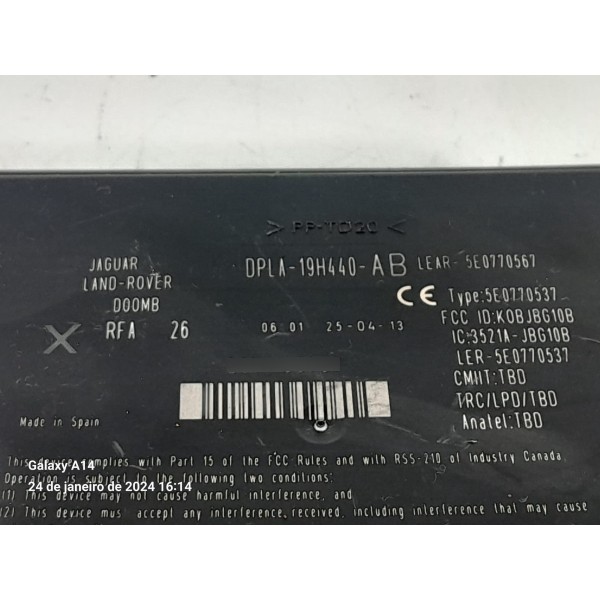 > PP-TD20 <
JAGUAR
LAND-ROVER
DOOMB
RFA 26
DPLA-19H440-AB LEAR- 5E0770567
CE Type:5E0770537
FCC ID:KOBJBG10B
IC:3521A-JBG10B
LER-5E0770537
CMIIT:TBD
TRC/LPD/TBD
Anatel:TBD
06 01 25-04-13
Made in Spain
This device complies with Part 15 of the FCC Rules and with RSS-210 of Industry Canada.
Operation is subject to the following two conditions:
(1) This device may not cause harmful interference, and
(2) This device mus accept any interference, received, including interference that may cause
Galaxy A14
24 de janeiro de 2024 16:14